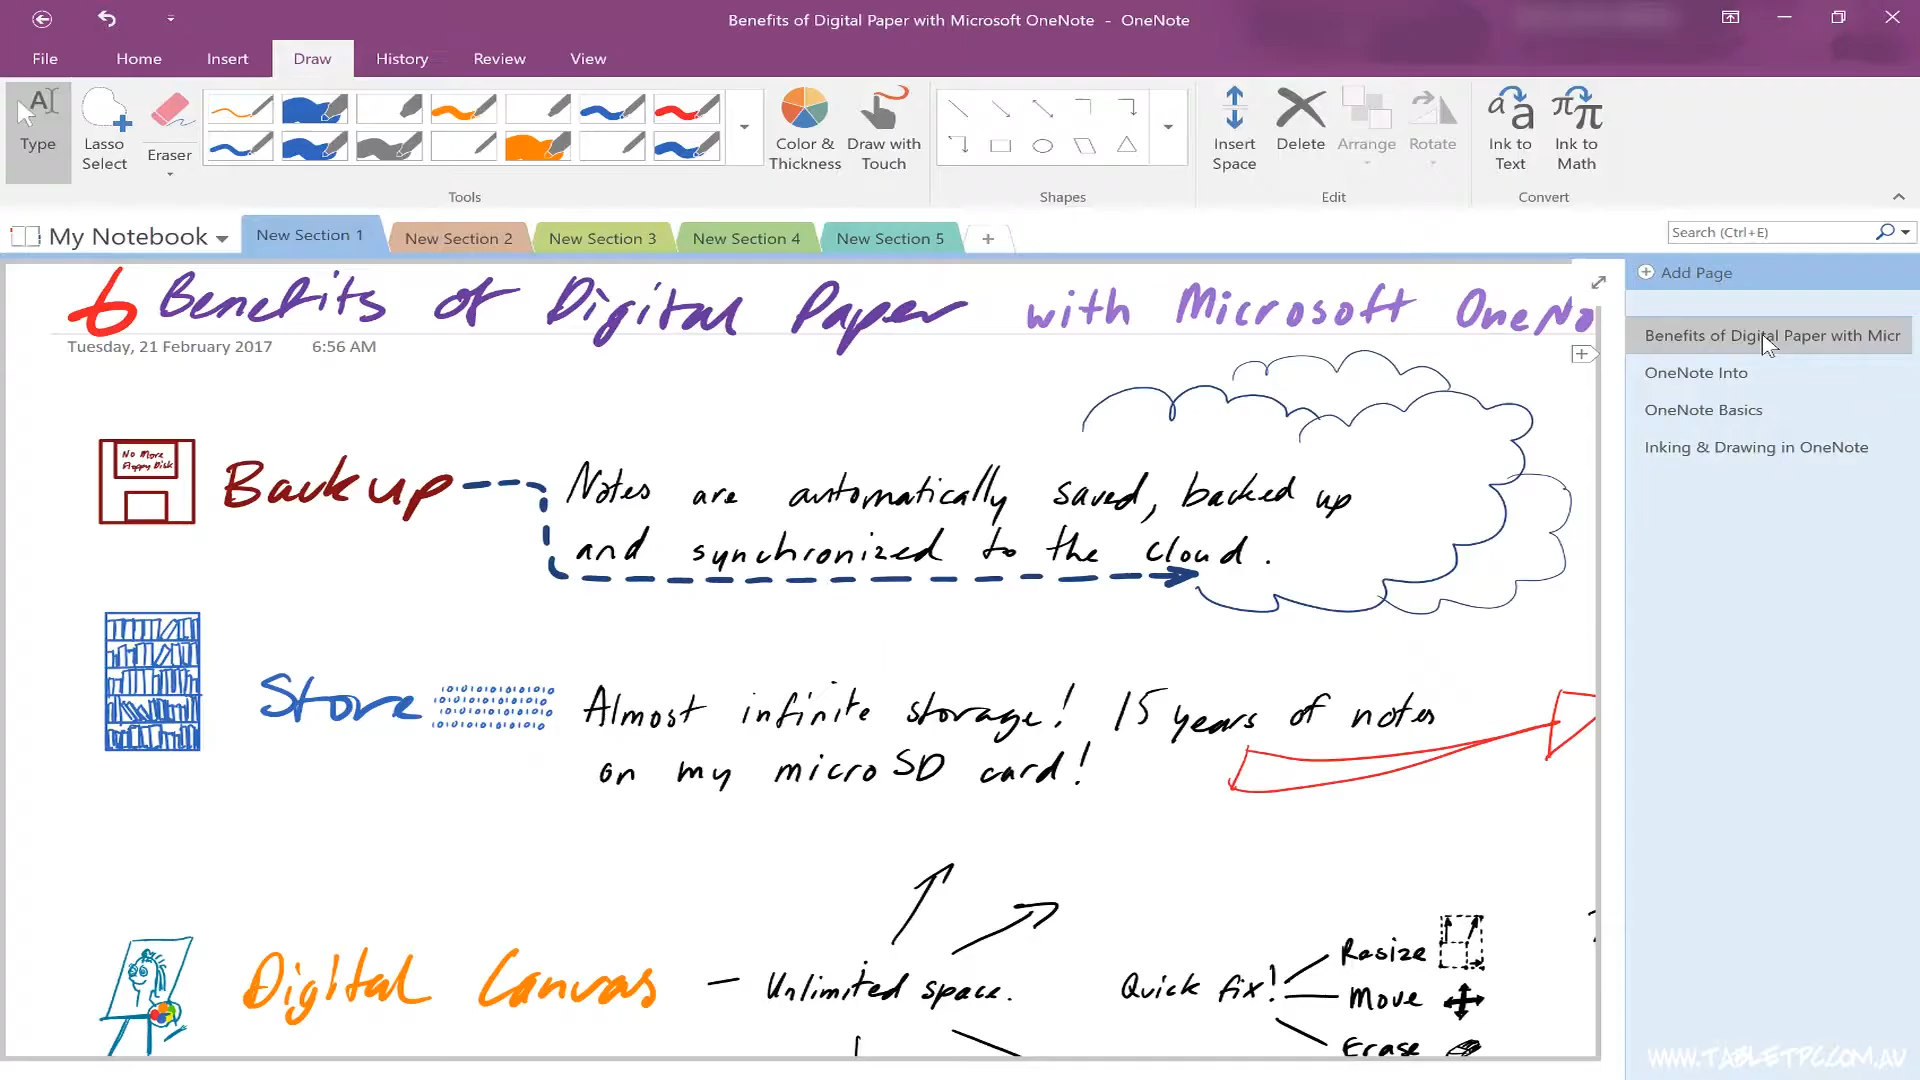 Benefits of Digital Paper with Microsoft OneNote - OneNote
File Home Insert Draw History Review View
Type
Lasso Select
Eraser
Color & Thickness
Draw with Touch
Insert Space
Delete
Arrange
Rotate
Ink to Text
Ink to Math
Tools Shapes Edit Convert
My Notebook New Section 1 New Section 2 New Section 3 New Section 4 New Section 5
Search (Ctrl+E)
Add Page
Benefits of Digital Paper with Micr
OneNote Into
OneNote Basics
Inking & Drawing in OneNote
6 Benefits of Digital Paper with Microsoft OneNo
Tuesday, 21 February 2017 6:56 AM
No More
Floppy Disk
Backup
Notes are automatically saved, backed up
and synchronized to the cloud.
Store
Almost infinite storage! 15 years of notes
on my micro SD card!
Digital Canvas - Unlimited space.
Quick fix!
Resize
Move
Erase
WWW.TABLETPC.COM.AU